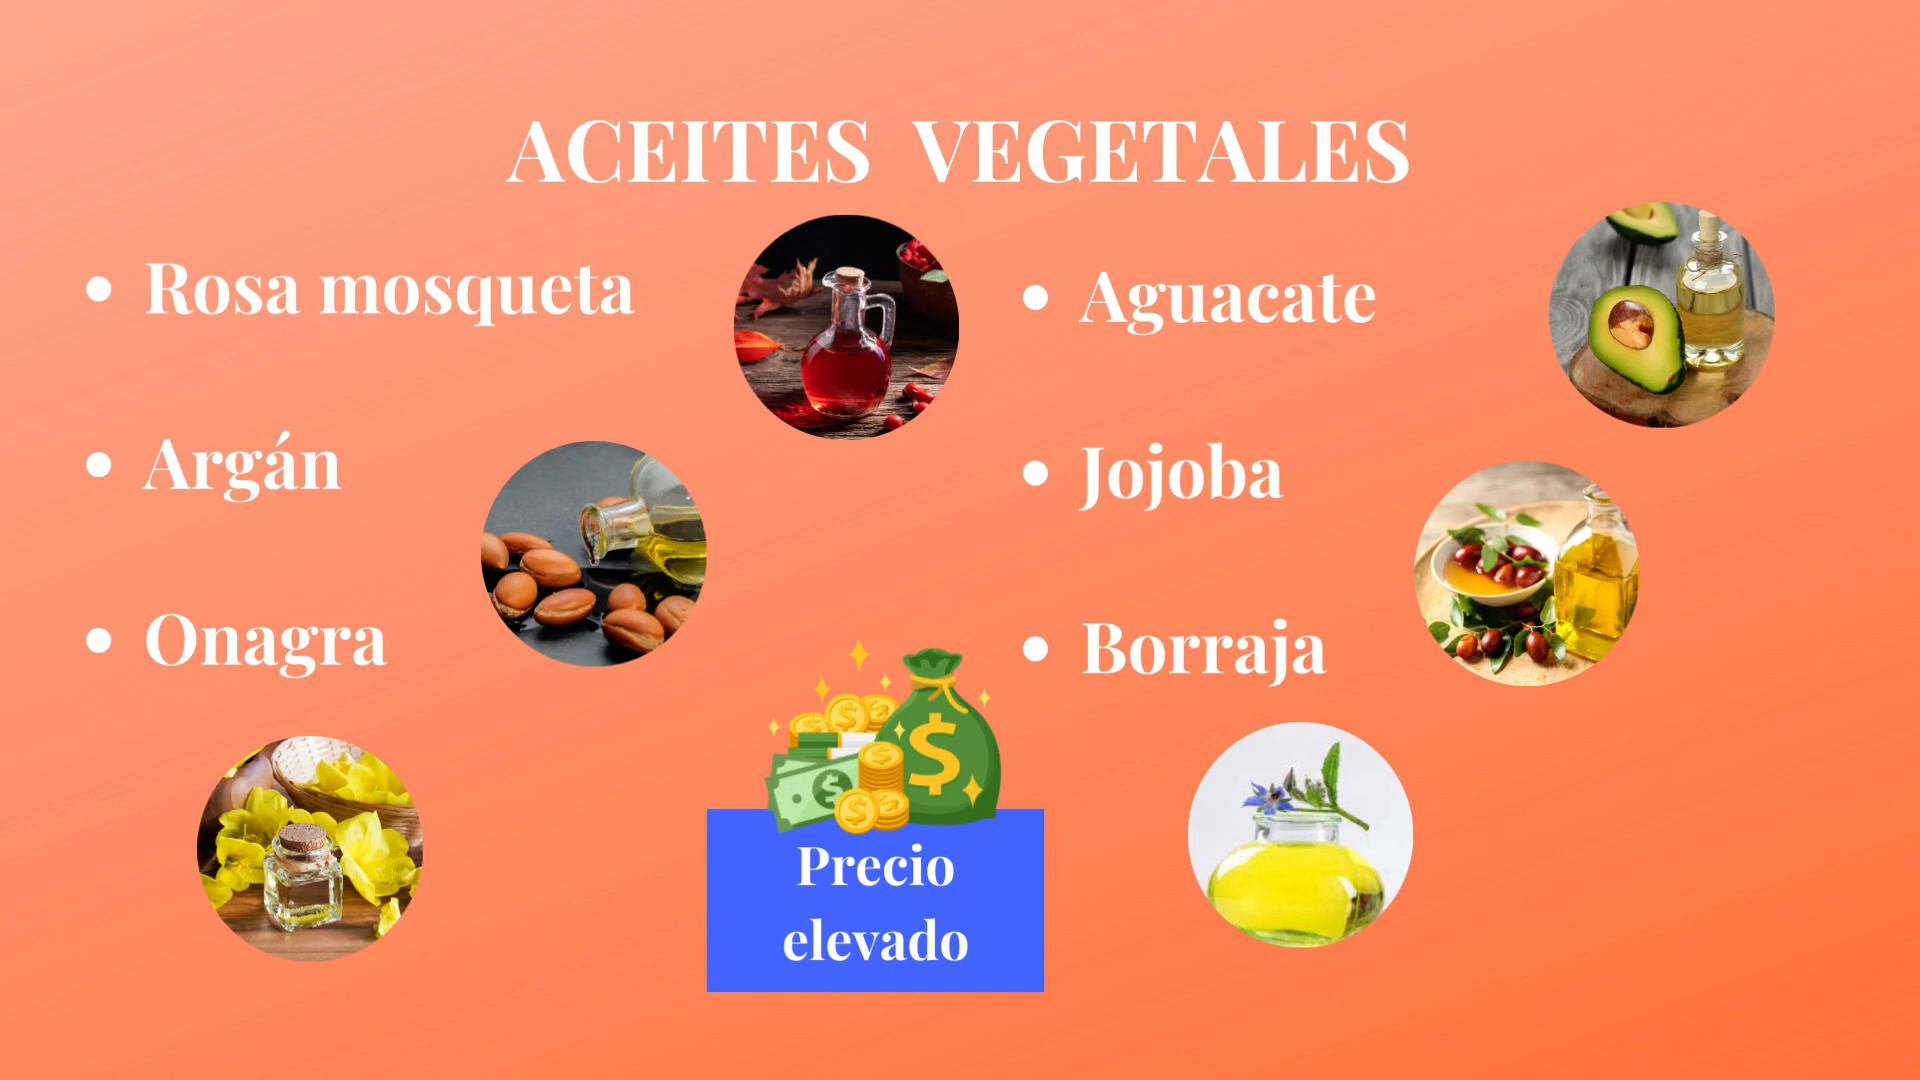 ACEITES VEGETALES
• Rosa mosqueta
• Argán
• Onagra
• Aguacate
• Jojoba
• Borraja
Precio
elevado